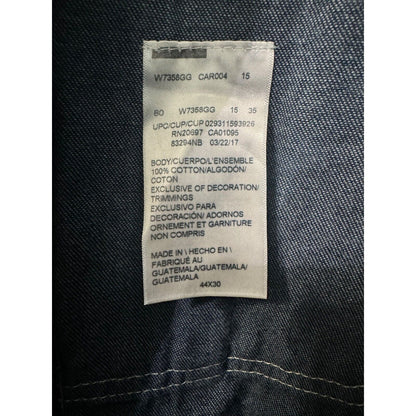 W7358GG CAR004 15
BO W7358GG 15 35
UPC/CUP/CUP 029311593926
RN20697 CA01095
83294NB 03/22/17
BODY/CUERPO/L'ENSEMBLE
100% COTTON/ALGODÓN/
COTON
EXCLUSIVE OF DECORATION/
TRIMMINGS
EXCLUSIVO PARA
DECORACIÓN/ ADORNOS
ORNEMENT ET GARNITURE
NON COMPRIS
MADE IN \ HECHO EN \
FABRIQUÉ AU
GUATEMALA/GUATEMALA/
GUATEMALA
44X30